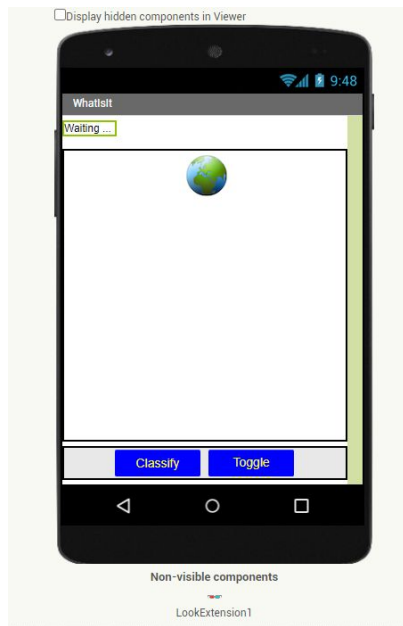 Display hidden components in Viewer
9:48
WhatIsIt
Waiting ...
Classify Toggle
Non-visible components
LookExtension1